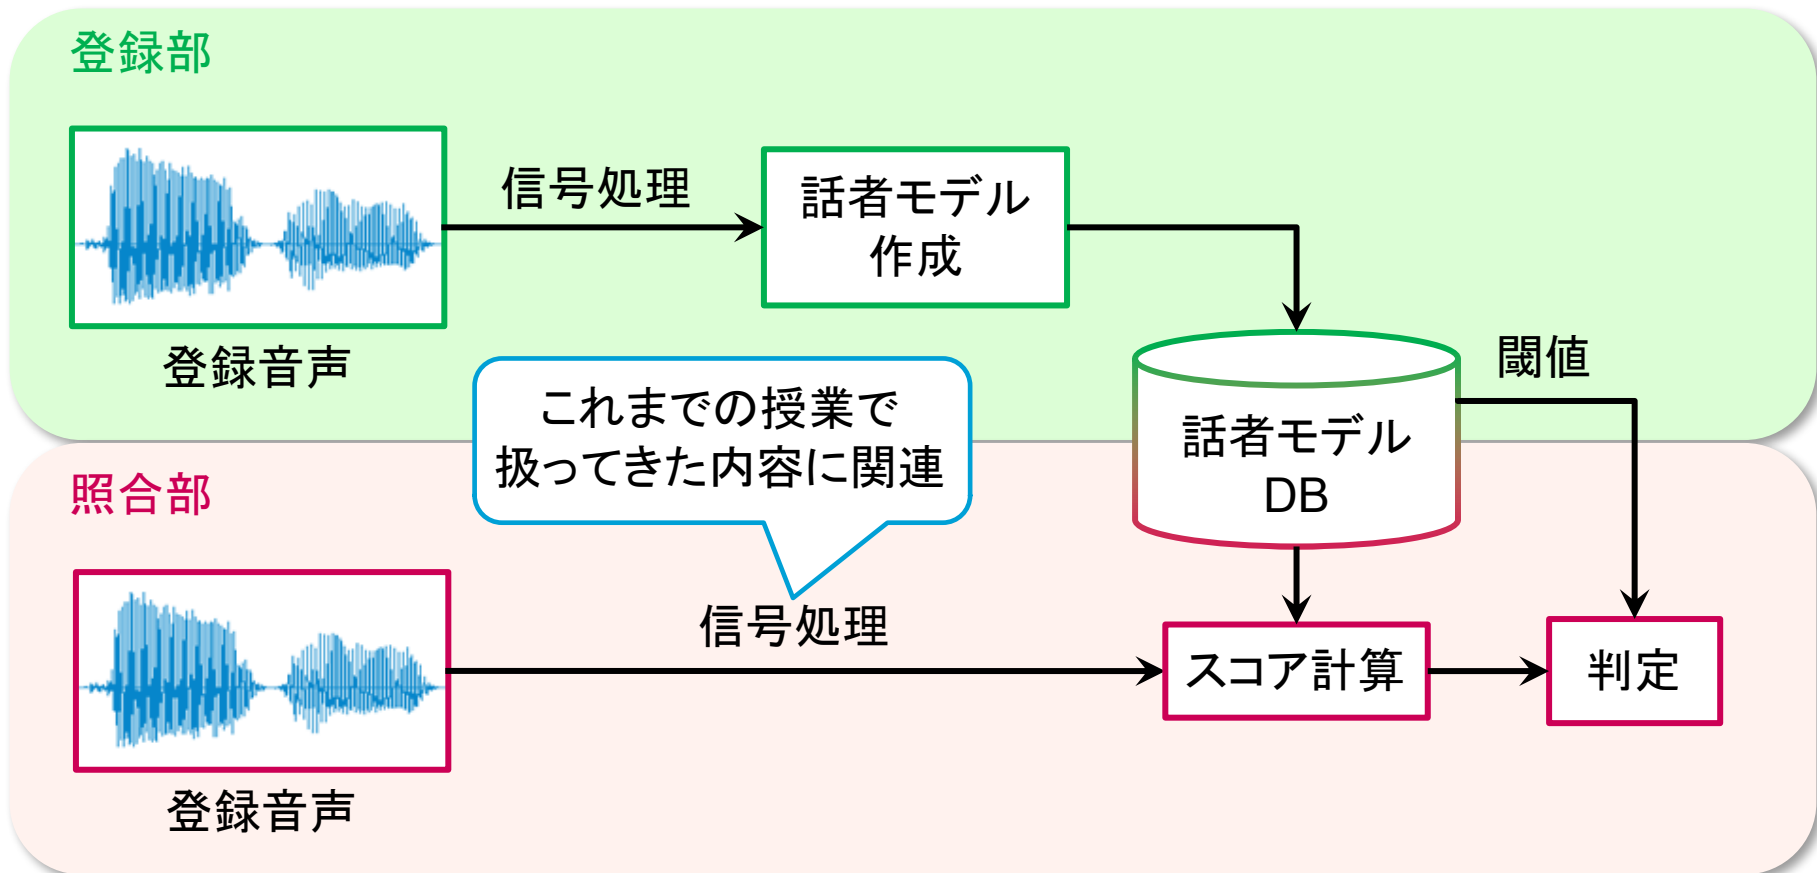 登録部
信号処理
話者モデル
作成
登録音声
閾値
これまでの授業で
扱ってきた内容に関連
話者モデル
DB
照合部
信号処理
スコア計算
判定
登録音声